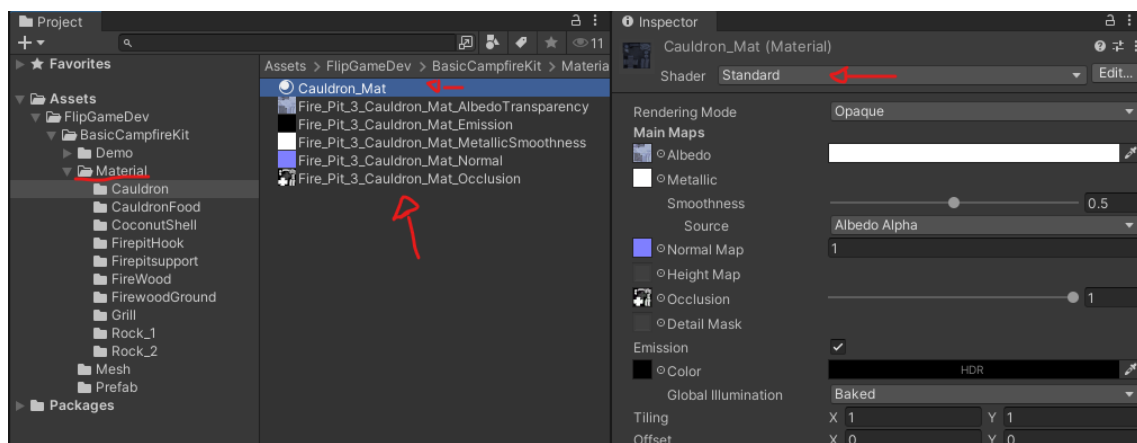 Project
11
Favorites
Assets
FlipGameDev
BasicCampfireKit
Demo
Material
Cauldron
CauldronFood
CoconutShell
FirepitHook
Firepitsupport
FireWood
FirewoodGround
Grill
Rock_1
Rock_2
Mesh
Prefab
Packages
Assets > FlipGameDev > BasicCampfireKit > Materia
Cauldron_Mat
Fire_Pit_3_Cauldron_Mat_AlbedoTransparency
Fire_Pit_3_Cauldron_Mat_Emission
Fire_Pit_3_Cauldron_Mat_MetallicSmoothness
Fire_Pit_3_Cauldron_Mat_Normal
Fire_Pit_3_Cauldron_Mat_Occlusion
Inspector
Cauldron_Mat (Material)
Shader Standard Edit...
Rendering Mode Opaque
Main Maps
Albedo
Metallic
Smoothness 0.5
Source Albedo Alpha
Normal Map 1
Height Map
Occlusion 1
Detail Mask
Emission
Color HDR
Global Illumination Baked
Tiling X 1 Y 1
Offset X 0 Y 0